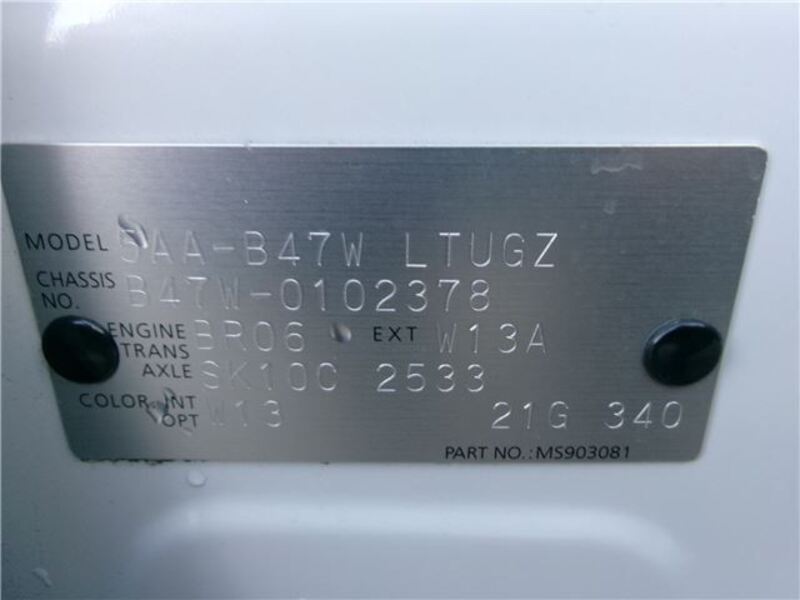 MODEL 5AA-B47W LTUGZ
CHASSIS NO. B47W-0102378
ENGINE BR06 EXT W13A
TRANS AXLE SK10C 2533
COLOR INT OPT W13 21G 340
PART NO.:MS903081